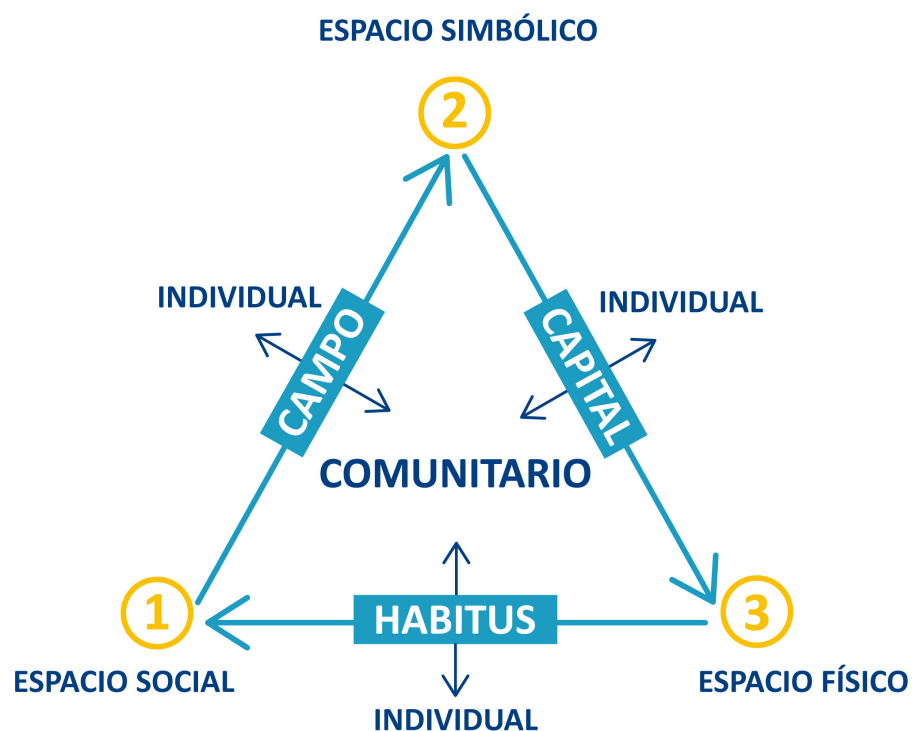 ESPACIO SIMBÓLICO
2
INDIVIDUAL
INDIVIDUAL
CAMPO
CAPITAL
COMUNITARIO
1
HABITUS
3
ESPACIO SOCIAL
ESPACIO FÍSICO
INDIVIDUAL